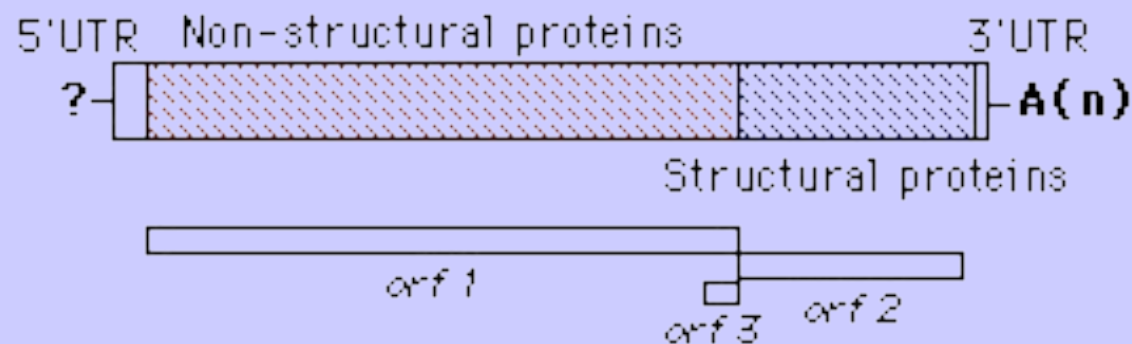 5'UTR Non-structural proteins 3'UTR
? A(n)
Structural proteins
orf 1
orf 2
orf 3